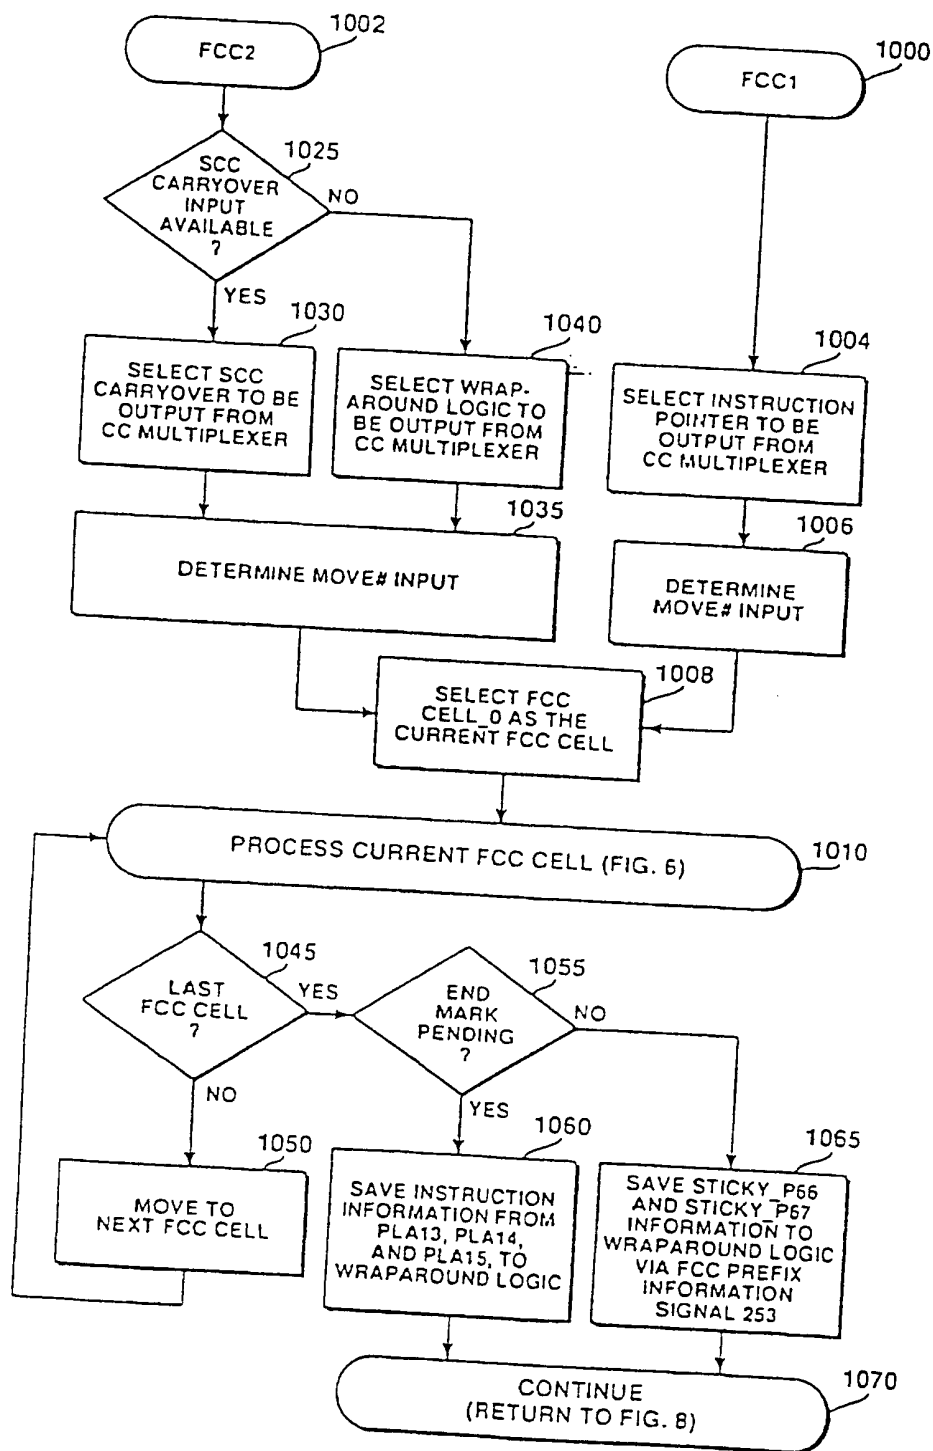 FCC2
1002
FCC1
1000
SCC
CARRYOVER
INPUT
AVAILABLE
?
1025
NO
YES
SELECT SCC
CARRYOVER TO BE
OUTPUT FROM
CC MULTIPLEXER
1030
SELECT WRAP-
AROUND LOGIC TO
BE OUTPUT FROM
CC MULTIPLEXER
1040
SELECT INSTRUCTION
POINTER TO BE
OUTPUT FROM
CC MULTIPLEXER
1004
DETERMINE MOVE# INPUT
1035
DETERMINE
MOVE# INPUT
1006
SELECT FCC
CELL_0 AS THE
CURRENT FCC CELL
1008
PROCESS CURRENT FCC CELL (FIG. 6)
1010
LAST
FCC CELL
?
1045
YES
NO
END
MARK
PENDING
?
1055
NO
YES
MOVE TO
NEXT FCC CELL
1050
SAVE INSTRUCTION
INFORMATION FROM
PLA13, PLA14,
AND PLA15, TO
WRAPAROUND LOGIC
1060
SAVE STICKY_P66
AND STICKY_P67
INFORMATION TO
WRAPAROUND LOGIC
VIA FCC PREFIX
INFORMATION
SIGNAL 253
1065
CONTINUE
(RETURN TO FIG. 8)
1070